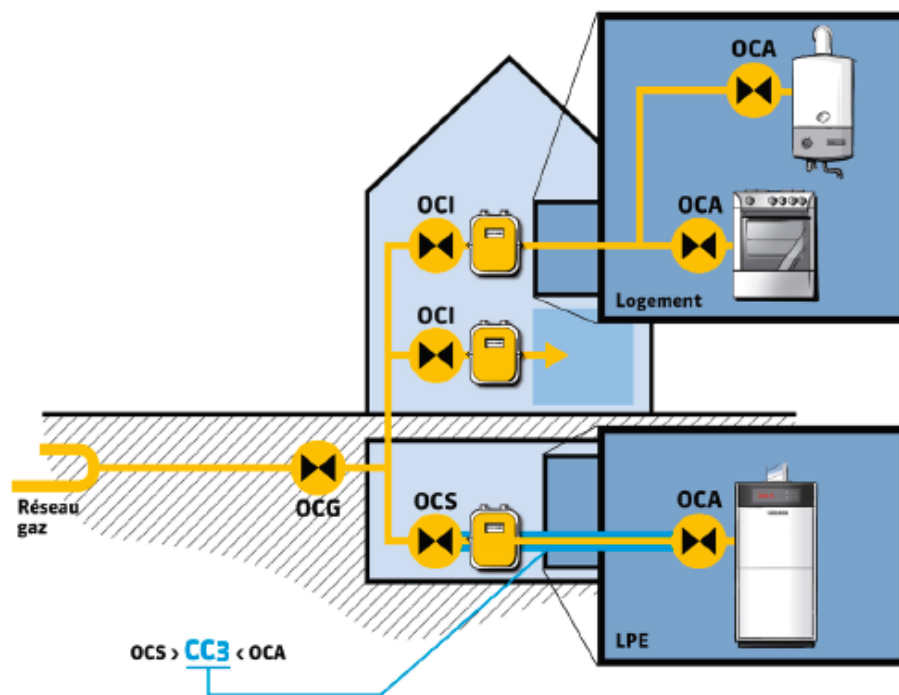 OCA
OCI
OCA
Logement
OCI
Réseau
gaz
OCG
OCS
OCA
OCS › CC3 ‹ OCA
LPE